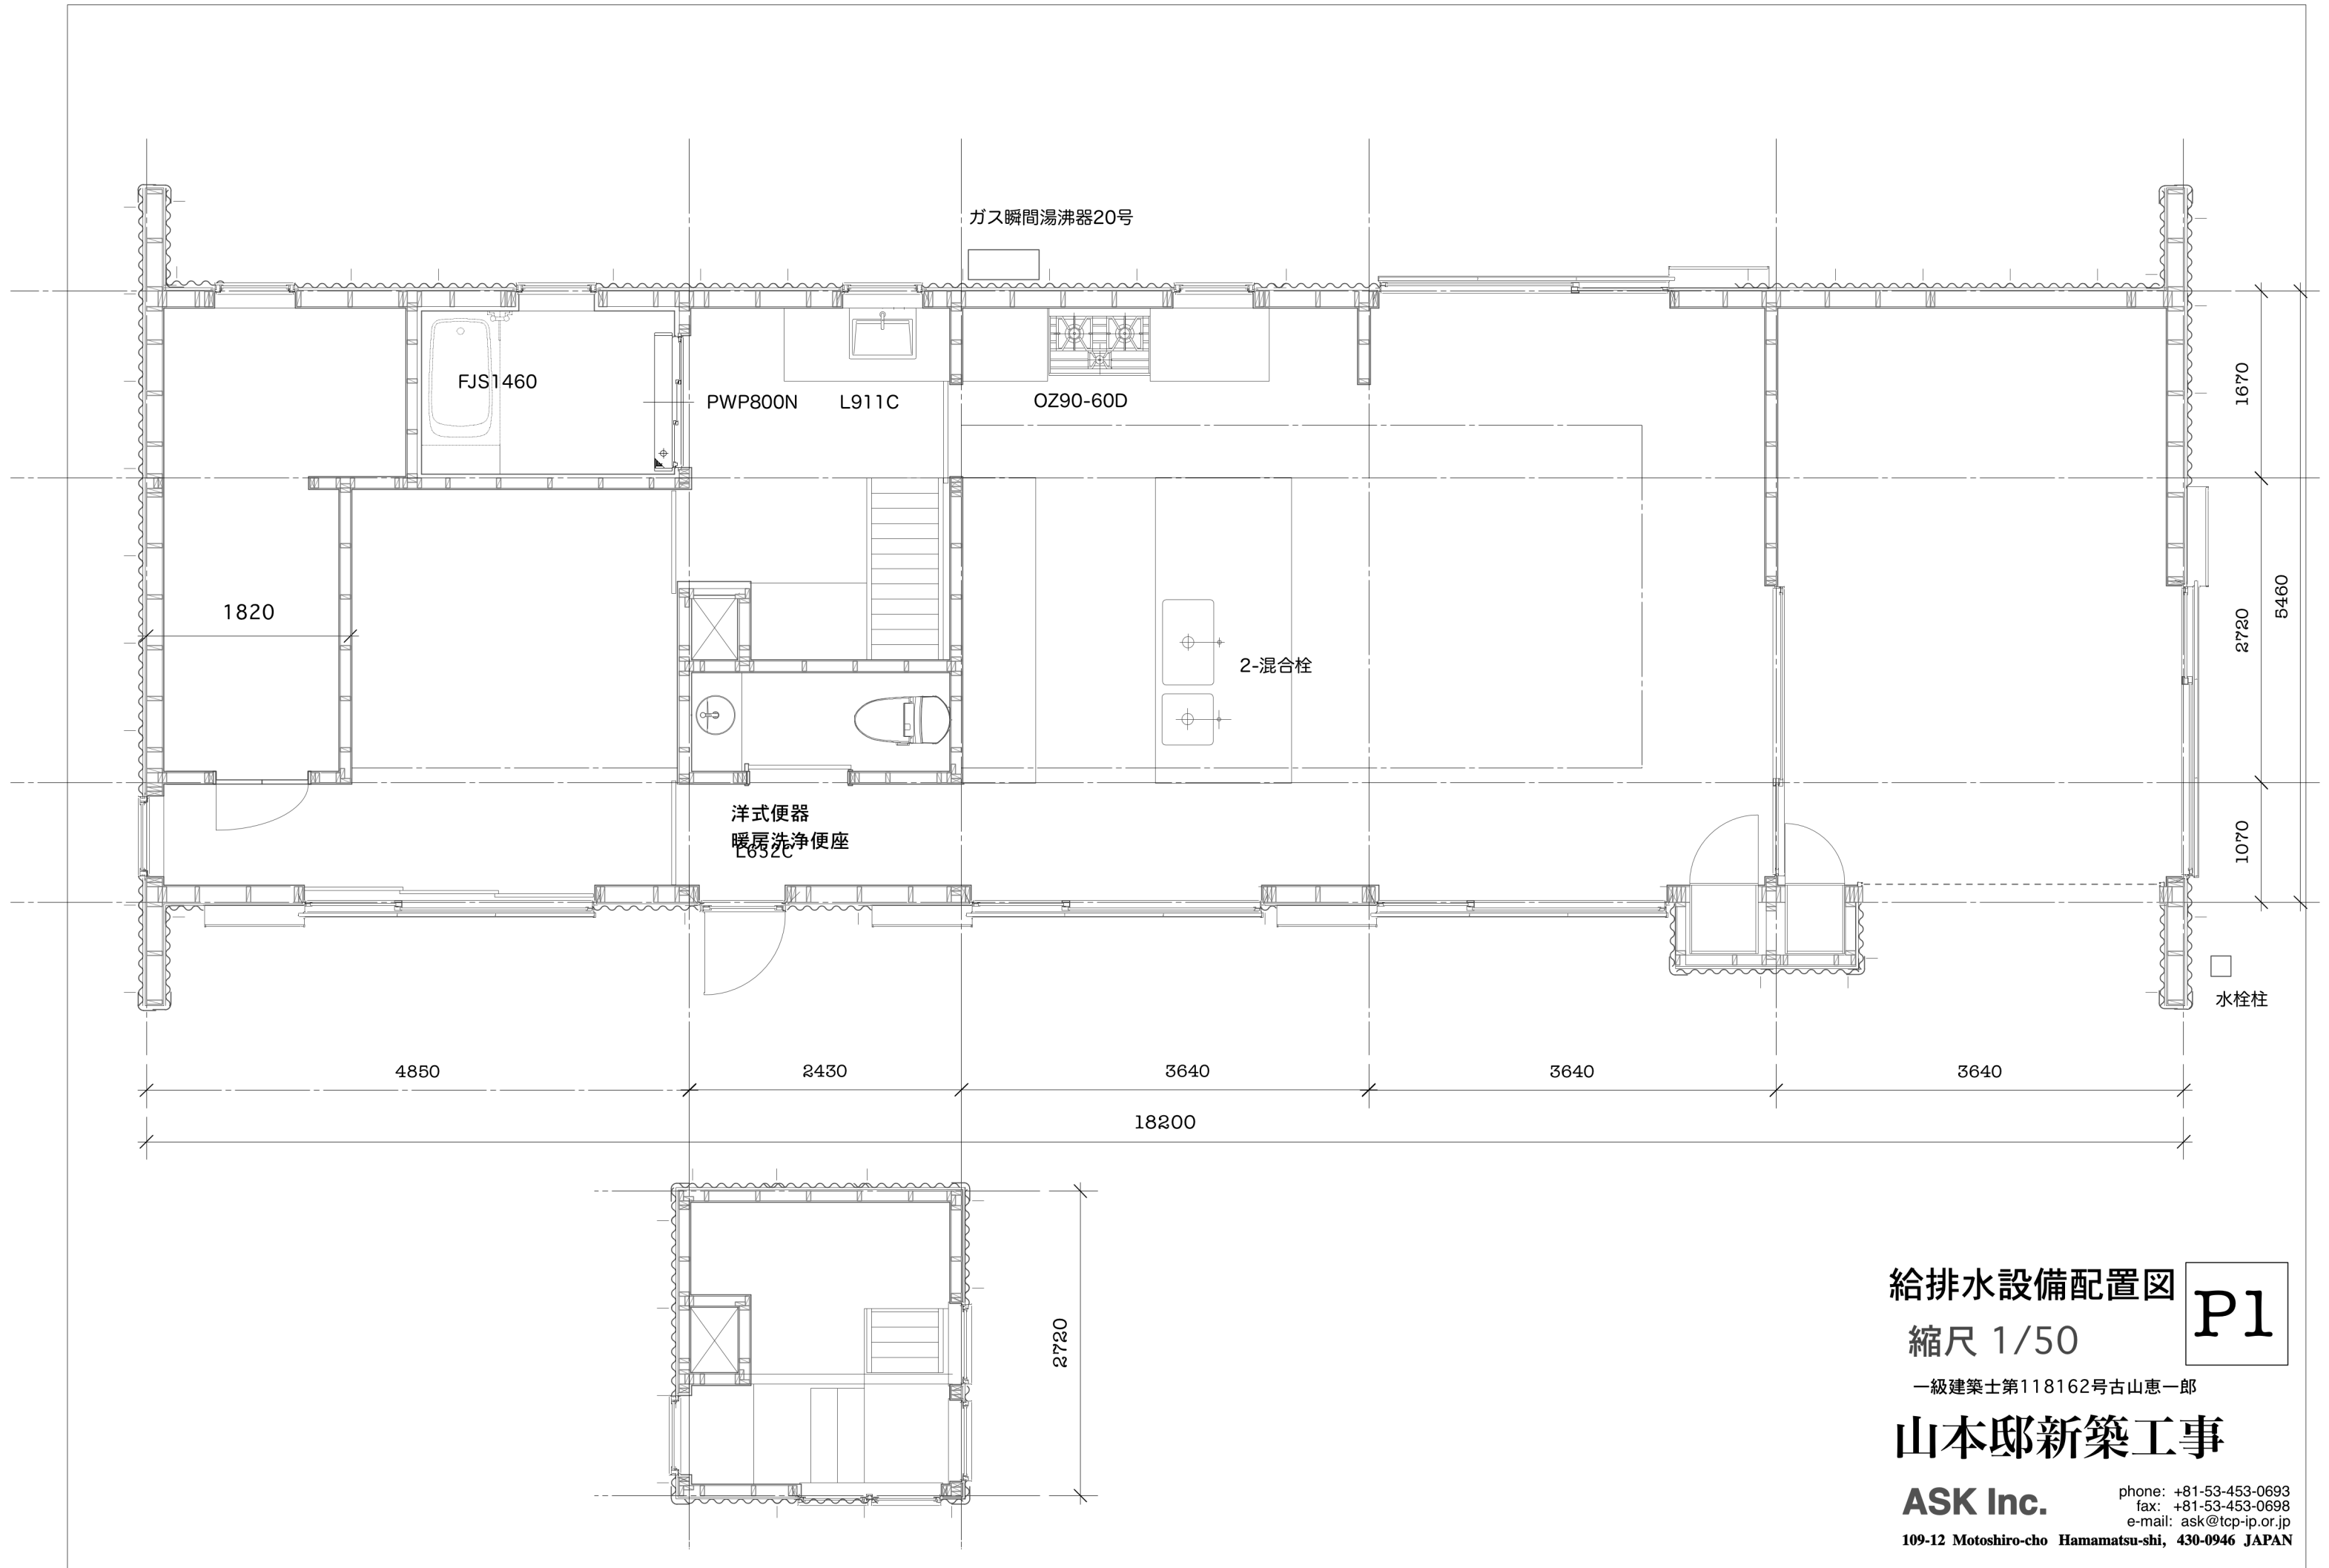 ガス瞬間湯沸器20号
FJS1460
PWP800N
L911C
OZ90-60D
1670
1820
2720
5460
2-混合栓
1070
洋式便器
暖房洗浄便座
L652C
水栓柱
4850
2430
3640
3640
3640
18200
2720
給排水設備配置図
P1
縮尺 1/50
一級建築士第118162号古山恵一郎
山本邸新築工事
ASK Inc.
phone: +81-53-453-0693
fax: +81-53-453-0698
e-mail: ask@tcp-ip.or.jp
109-12 Motoshiro-cho Hamamatsu-shi, 430-0946 JAPAN